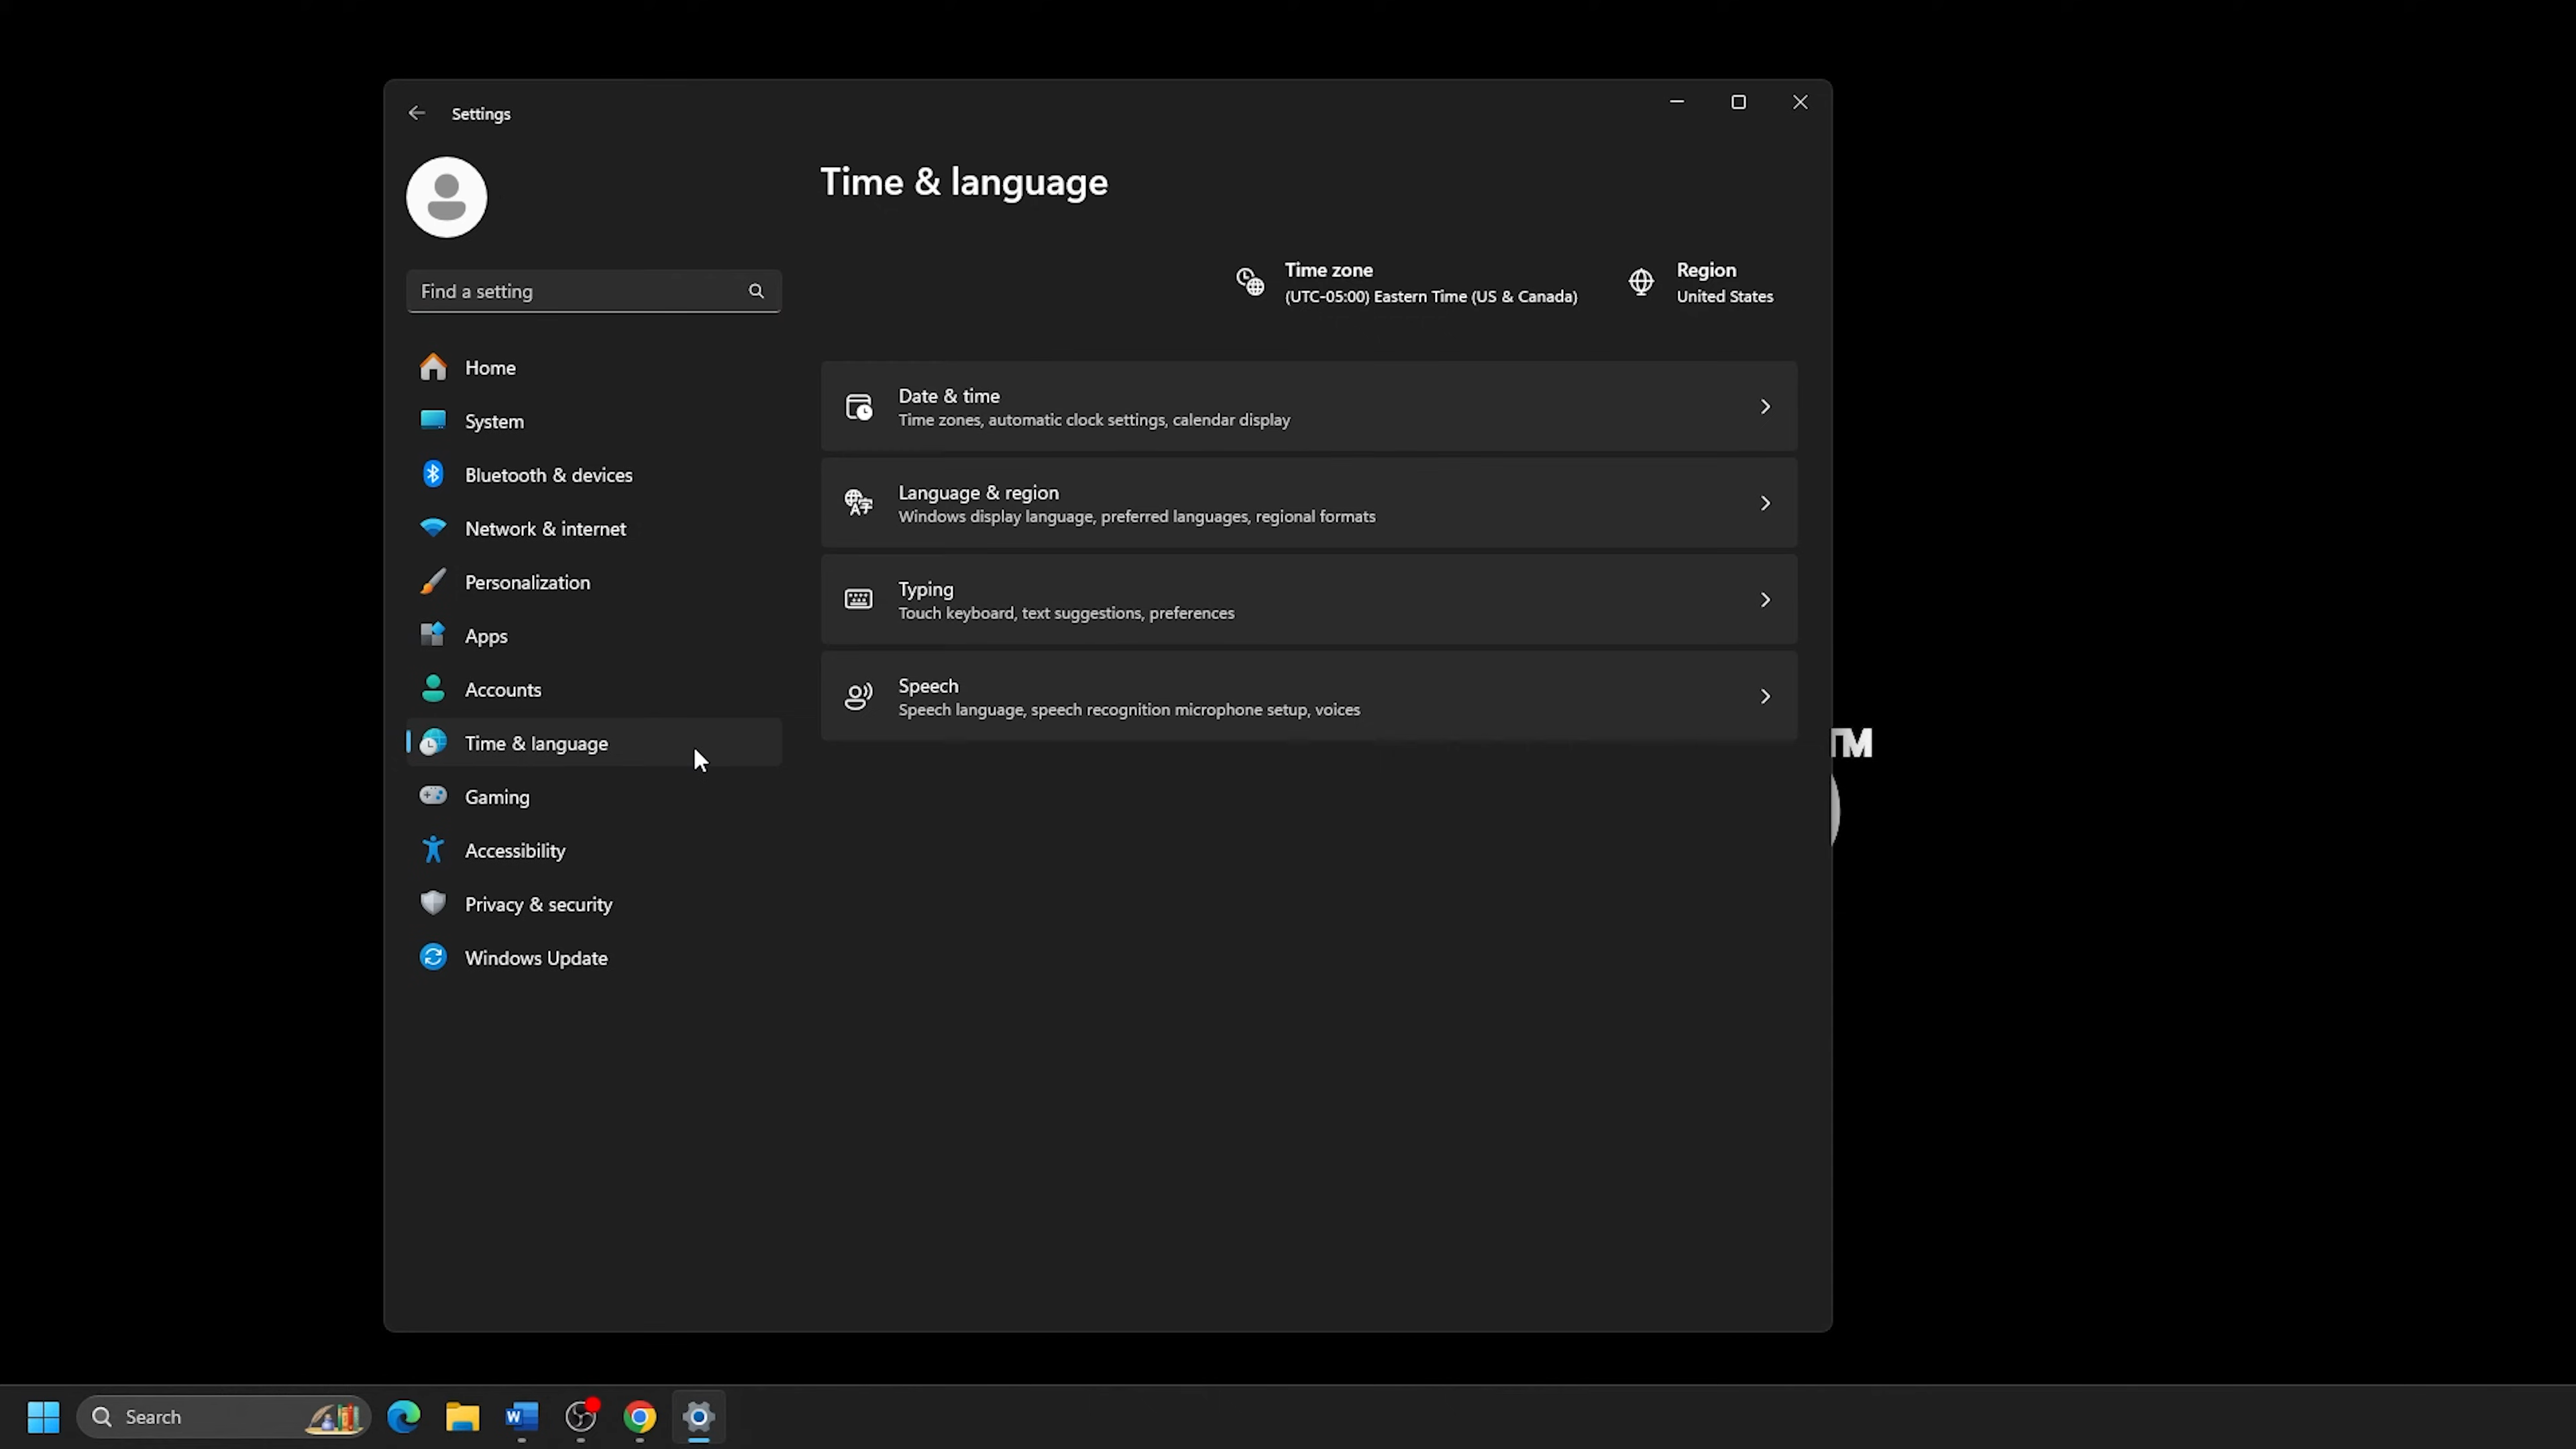 Settings
Time & language
Find a setting
Time zone
(UTC-05:00) Eastern Time (US & Canada)
Region
United States
Home
System
Bluetooth & devices
Network & internet
Personalization
Apps
Accounts
Time & language
Gaming
Accessibility
Privacy & security
Windows Update
Date & time
Time zones, automatic clock settings, calendar display
Language & region
Windows display language, preferred languages, regional formats
Typing
Touch keyboard, text suggestions, preferences
Speech
Speech language, speech recognition microphone setup, voices
TM
Search